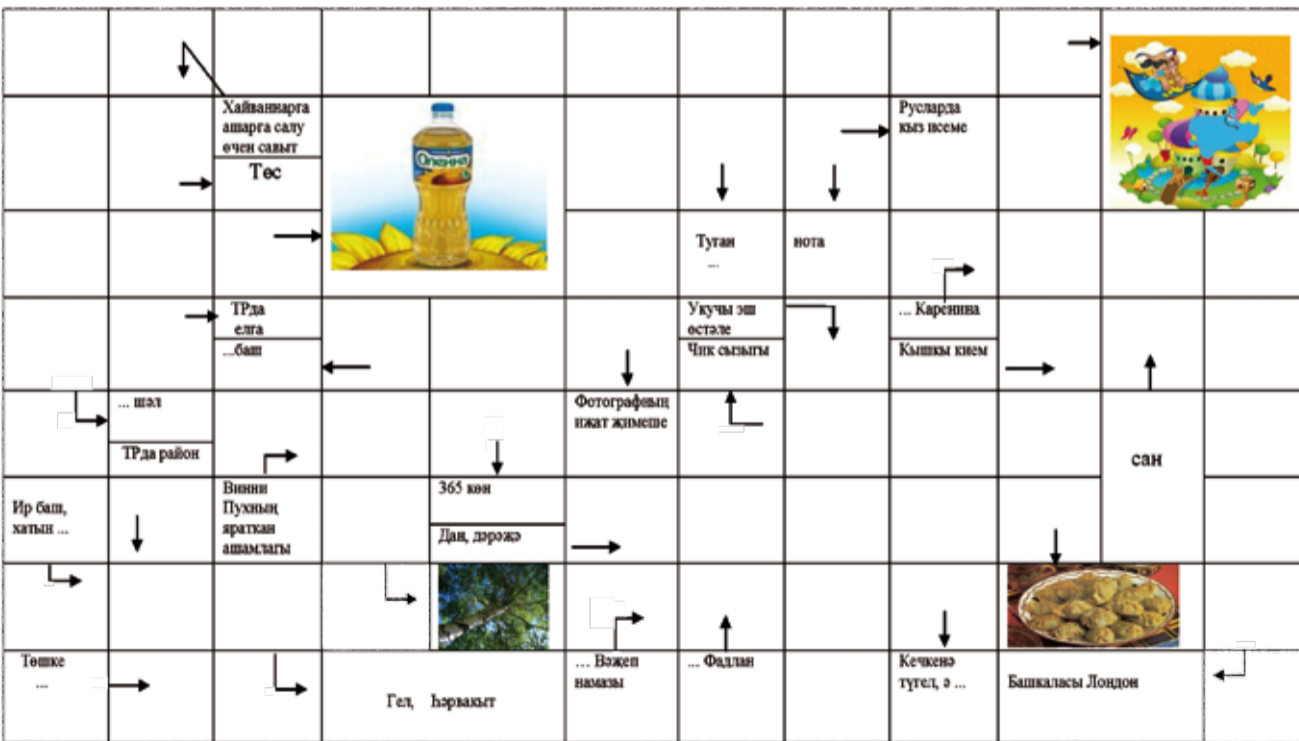 Хайваннарга
ашарга салу
өчен савыт
Төс
Олейна
Русларда
кыз исеме
Туган
...
нота
ТРда
елга
...баш
Укучы эш
өстәле
Чик сызыгы
... Каренина
Кышкы кием
... шәл
ТРда район
Фотографның
иҗат җимеше
сан
Ир баш,
хатын ...
Винни
Пухның
яраткан
ашамлагы
365 көн
Дан, дәрәҗә
Төшке
...
Гел, һәрвакыт
... Вәҗеп
намазы
... Фадлан
Кечкенә
түгел, ә ...
Башкаласы Лондон